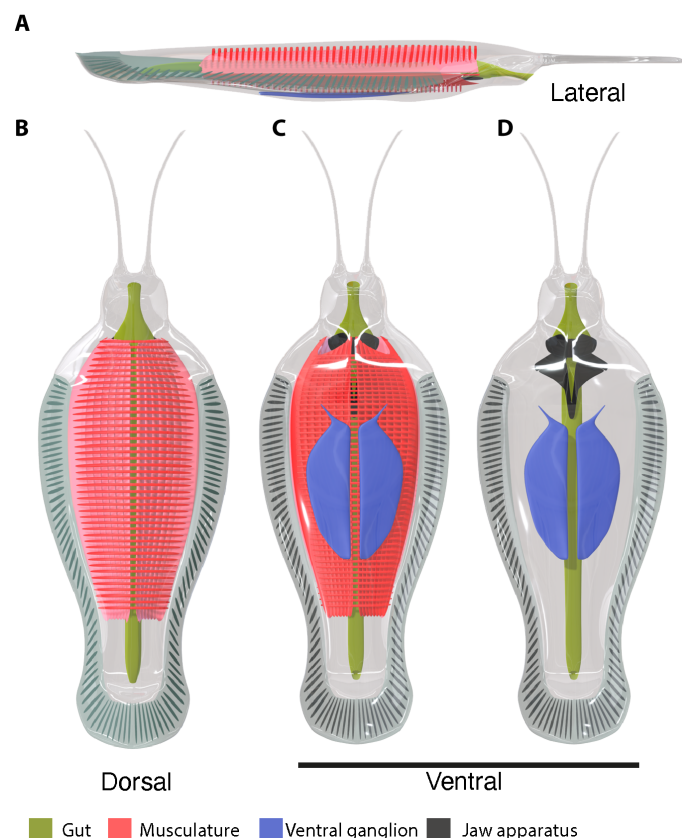 A
Lateral
B
C
D
Dorsal
Ventral
Gut
Musculature
Ventral ganglion
Jaw apparatus